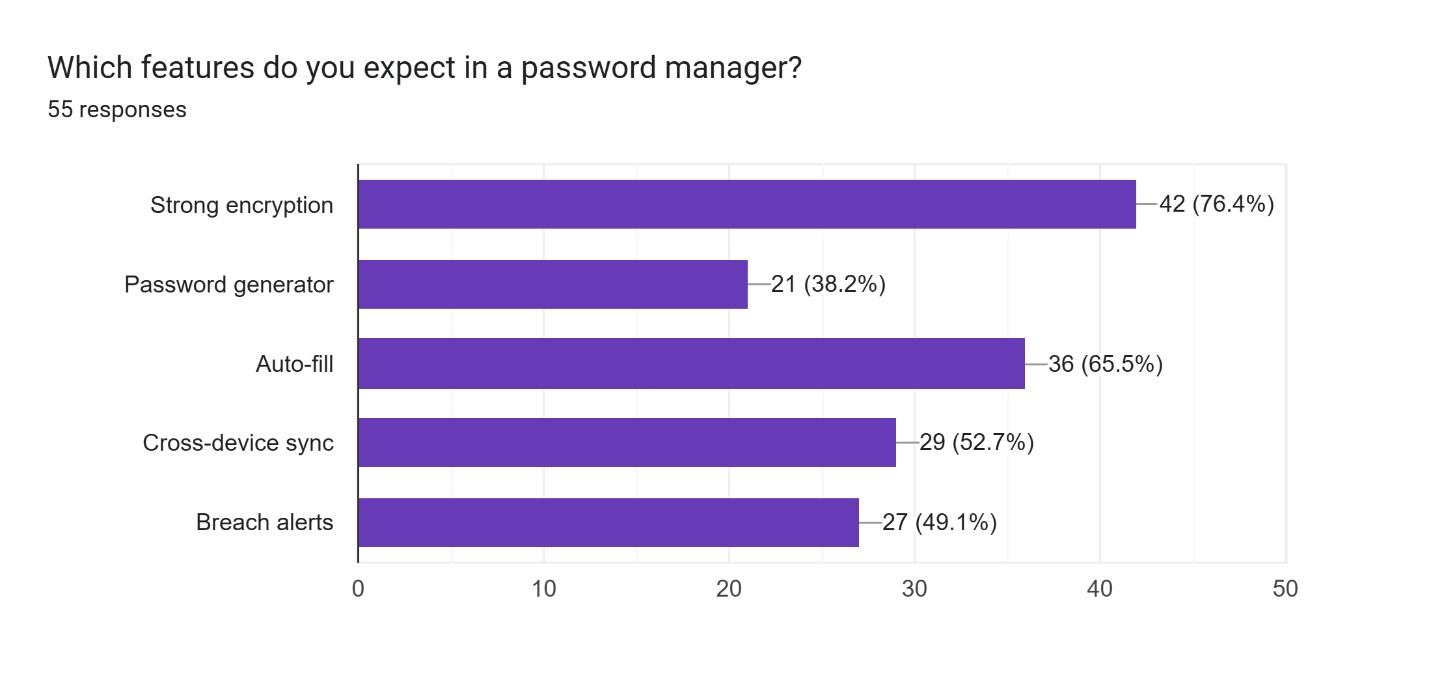 Which features do you expect in a password manager?
55 responses
Strong encryption 42 (76.4%)
Password generator 21 (38.2%)
Auto-fill 36 (65.5%)
Cross-device sync 29 (52.7%)
Breach alerts 27 (49.1%)
0 10 20 30 40 50